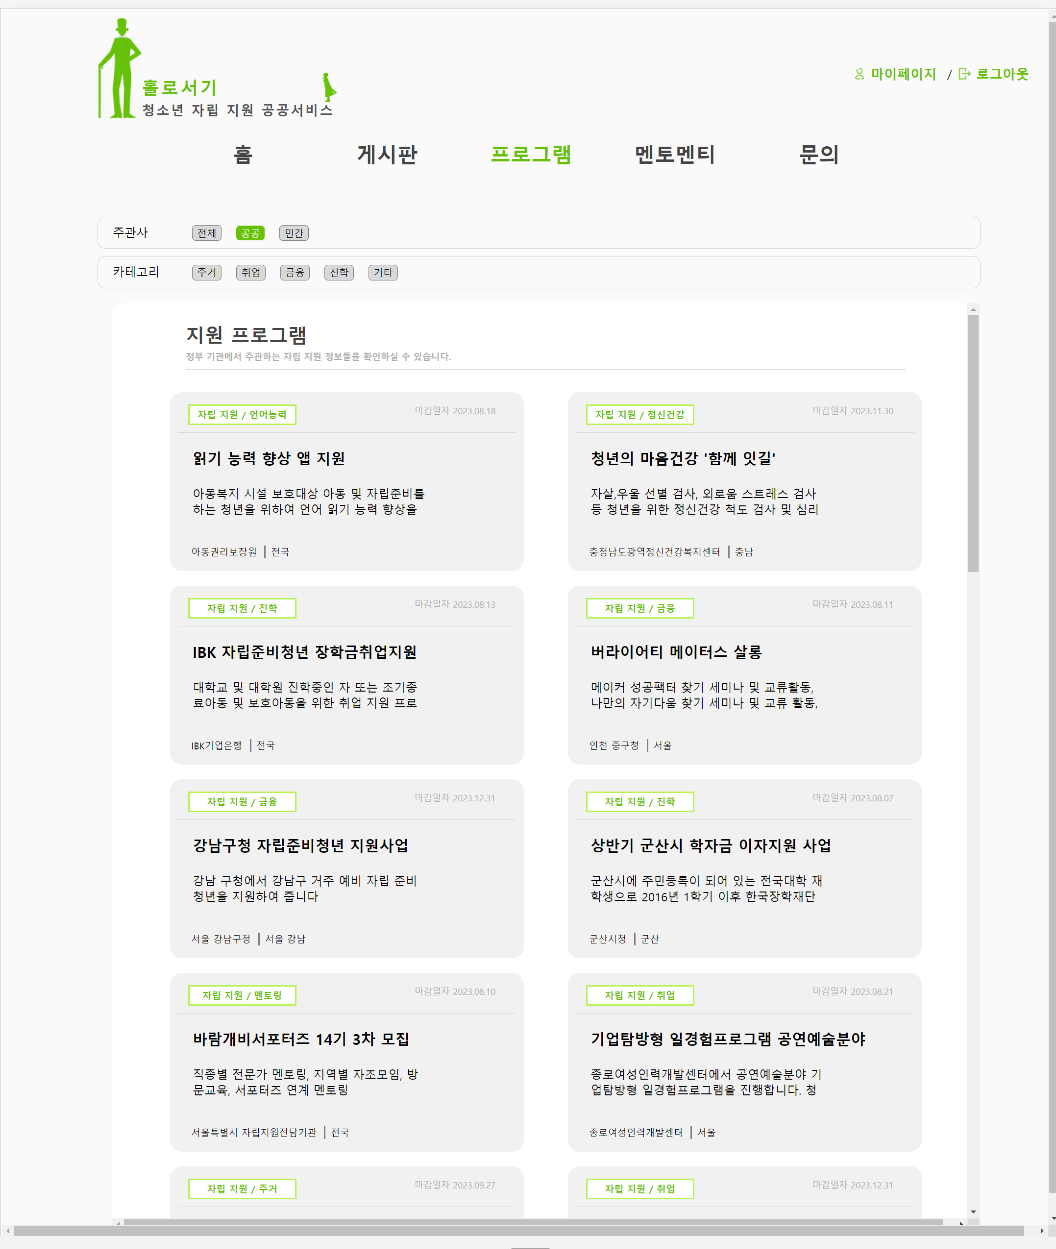 홀로서기
청소년 자립 지원 공공서비스
마이페이지 / 로그아웃
홈 게시판 프로그램 멘토멘티 문의
주관사 전체 공공 민간
카테고리 주거 취업 금융 진학 기타
지원 프로그램
정부 기관에서 주관하는 자립 지원 정보들을 확인하실 수 있습니다.
자립 지원 / 언어능력 마감일자 2023.08.18
읽기 능력 향상 앱 지원
아동복지 시설 보호대상 아동 및 자립준비를
하는 청년을 위하여 언어 읽기 능력 향상을
아동권리보장원 | 전국
자립 지원 / 정신건강 마감일자 2023.11.30
청년의 마음건강 '함께 잇길'
자살,우울 선별 검사, 외로움 스트레스 검사
등 청년을 위한 정신건강 척도 검사 및 심리
충청남도광역정신건강복지센터 | 충남
자립 지원 / 진학 마감일자 2023.08.13
IBK 자립준비청년 장학금취업지원
대학교 및 대학원 진학중인 자 또는 조기종
료아동 및 보호아동을 위한 취업 지원 프로
IBK기업은행 | 전국
자립 지원 / 금융 마감일자 2023.08.11
버라이어티 메이터스 살롱
메이커 성공팩터 찾기 세미나 및 교류활동,
나만의 자기다움 찾기 세미나 및 교류 활동,
인천 중구청 | 서울
자립 지원 / 금융 마감일자 2023.12.31
강남구청 자립준비청년 지원사업
강남 구청에서 강남구 거주 예비 자립 준비
청년을 지원하여 줍니다
서울 강남구청 | 서울 강남
자립 지원 / 진학 마감일자 2023.08.07
상반기 군산시 학자금 이자지원 사업
군산시에 주민등록이 되어 있는 전국대학 재
학생으로 2016년 1학기 이후 한국장학재단
군산시청 | 군산
자립 지원 / 멘토링 마감일자 2023.08.10
바람개비서포터즈 14기 3차 모집
직종별 전문가 멘토링, 지역별 자조모임, 방
문교육, 서포터즈 연계 멘토링
서울특별시 자립지원전담기관 | 전국
자립 지원 / 취업 마감일자 2023.08.21
기업탐방형 일경험프로그램 공연예술분야
종로여성인력개발센터에서 공연예술분야 기
업탐방형 일경험프로그램을 진행합니다. 청
종로여성인력개발센터 | 서울
자립 지원 / 주거 마감일자 2023.09.27
자립 지원 / 취업 마감일자 2023.12.31